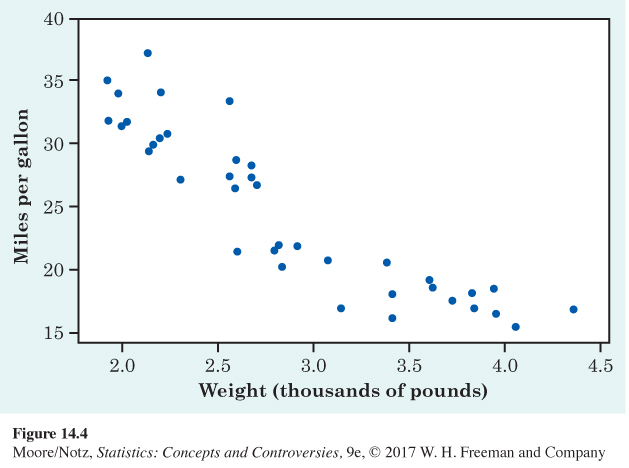 40
35
30
25
20
15
Miles per gallon
2.0 2.5 3.0 3.5 4.0 4.5
Weight (thousands of pounds)
Figure 14.4
Moore/Notz, Statistics: Concepts and Controversies, 9e, © 2017 W. H. Freeman and Company